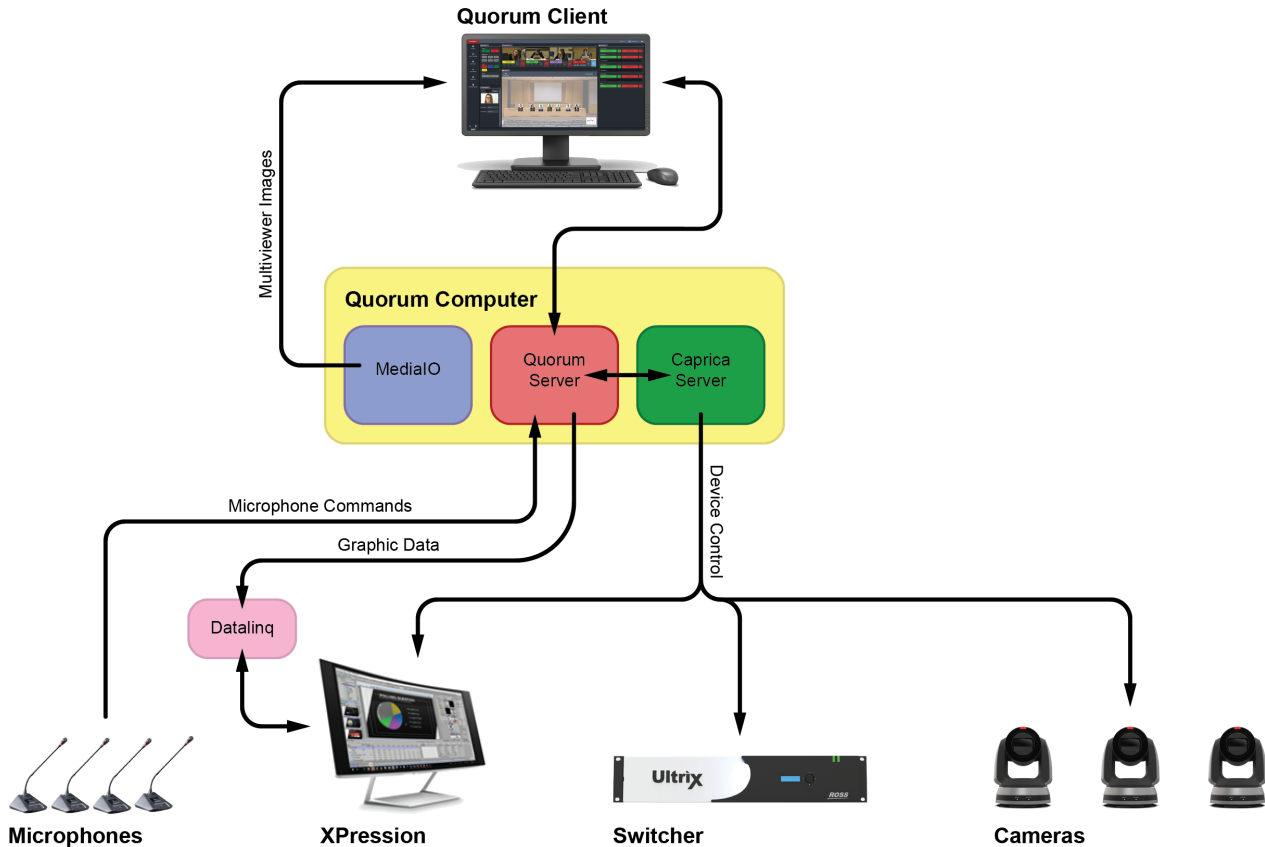 Quorum Client
Multiviewer Images
Quorum Computer
MediaIO
Quorum
Server
Caprica
Server
Microphone Commands
Graphic Data
Device Control
Datalinq
Ultrix
ROSS
Microphones
XPression
Switcher
Cameras